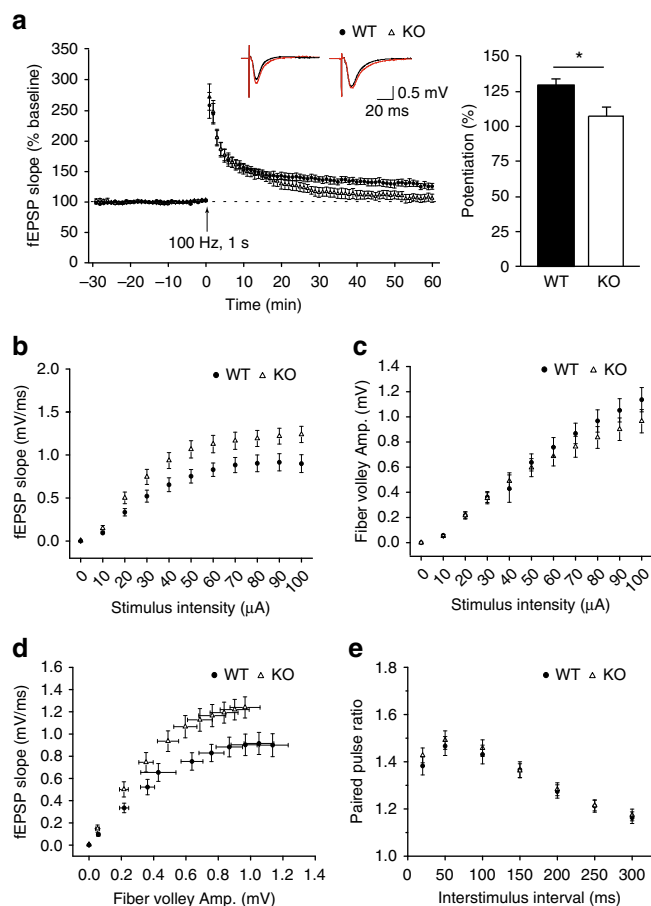 a
WT KO
fEPSP slope (% baseline)
350
300
250
200
150
100
50
0.5 mV
20 ms
100 Hz, 1 s
–30 –20 –10 0 10 20 30 40 50 60
Time (min)
*
Potentiation (%)
150
125
100
75
50
25
0
WT KO
b
WT KO
fEPSP slope (mV/ms)
2.0
1.5
1.0
0.5
0.0
0 10 20 30 40 50 60 70 80 90 100
Stimulus intensity (μA)
c
WT KO
Fiber volley Amp. (mV)
1.4
1.2
1.0
0.8
0.6
0.4
0.2
0.0
0 10 20 30 40 50 60 70 80 90 100
Stimulus intensity (μA)
d
WT KO
fEPSP slope (mV/ms)
1.6
1.4
1.2
1.0
0.8
0.6
0.4
0.2
0.0
0.0 0.2 0.4 0.6 0.8 1.0 1.2 1.4
Fiber volley Amp. (mV)
e
WT KO
Paired pulse ratio
1.8
1.6
1.4
1.2
1.0
0 50 100 150 200 250 300
Interstimulus interval (ms)